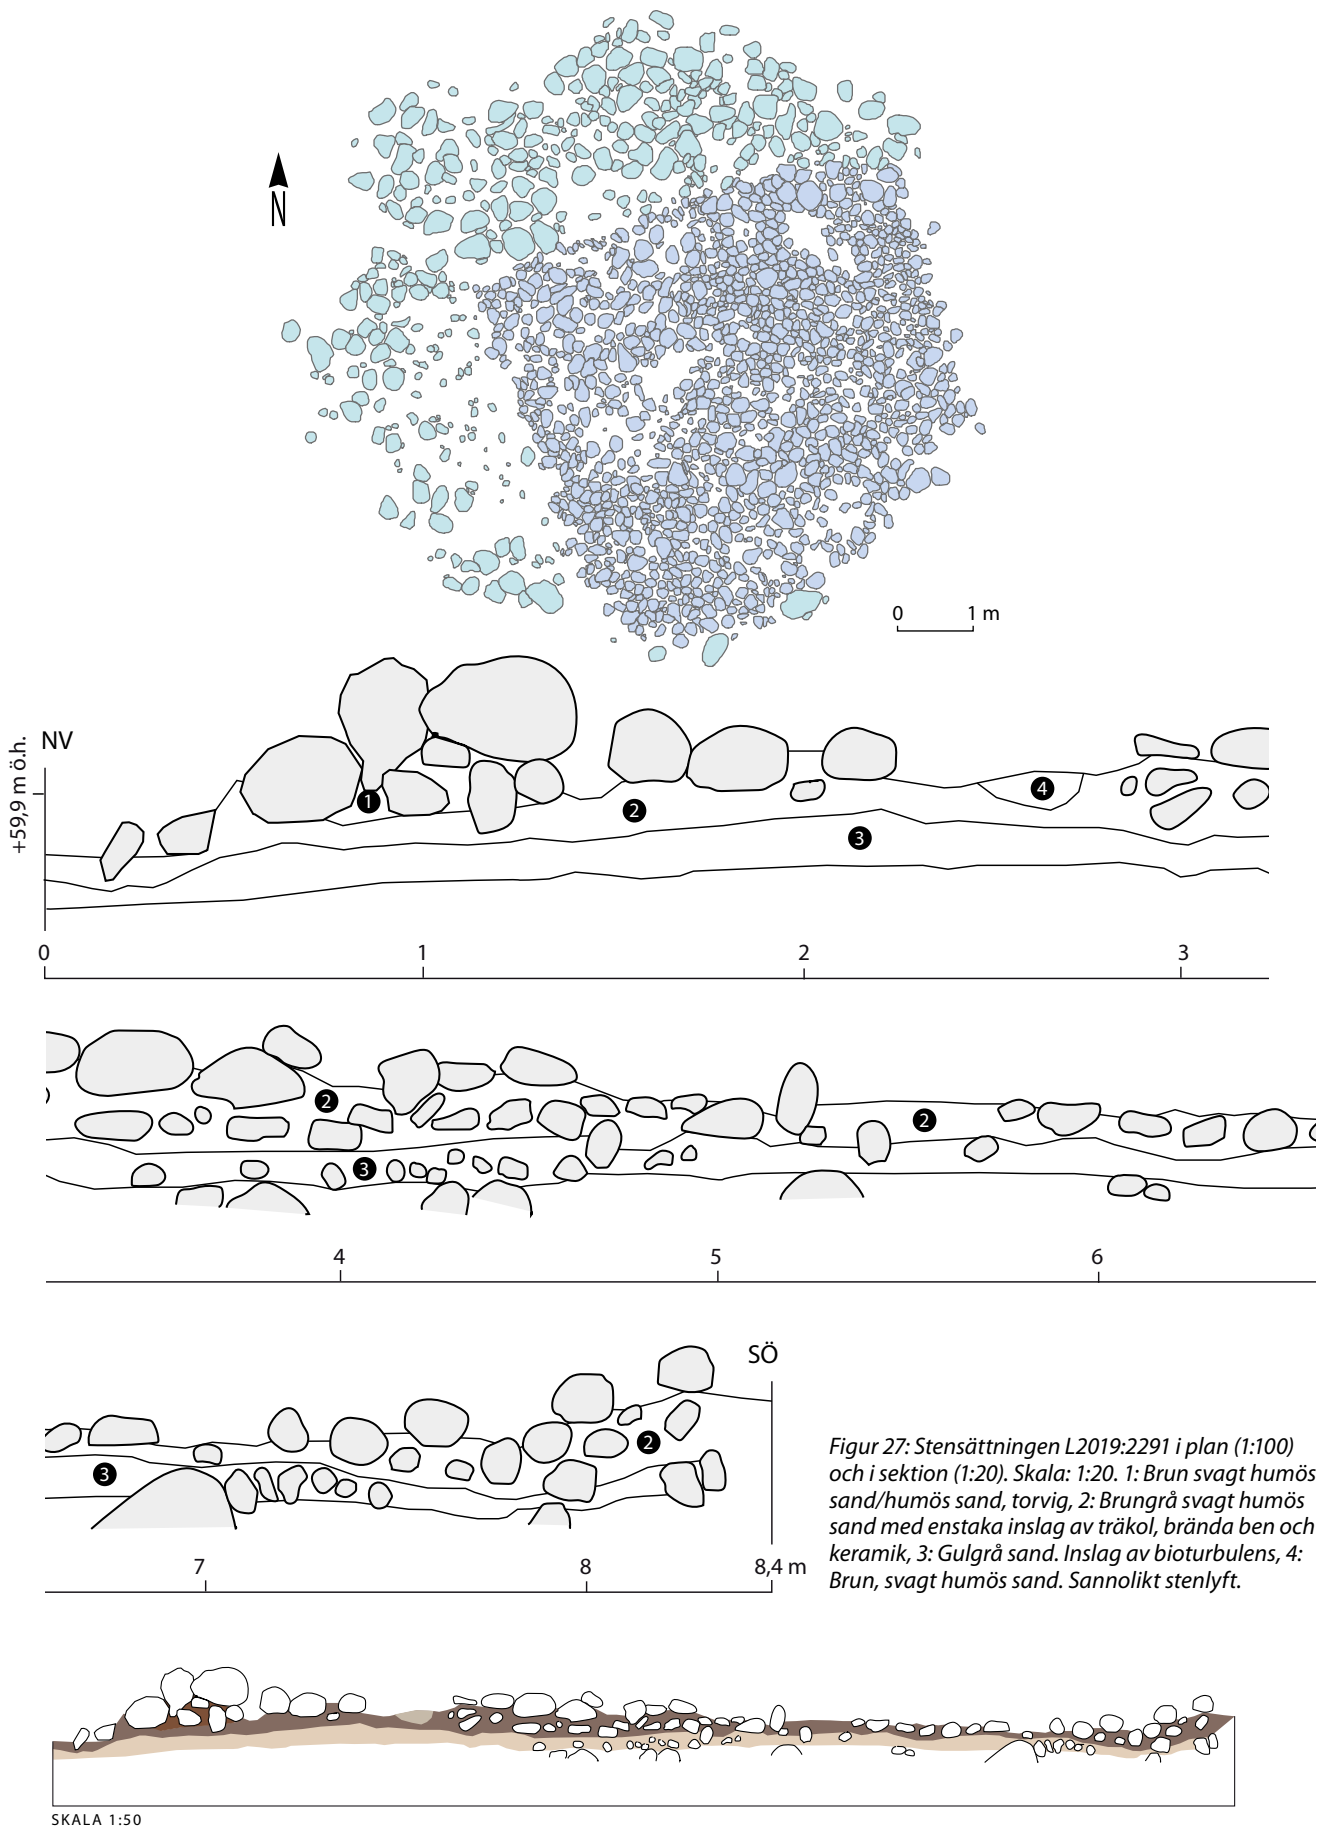 N
0 1 m
NV
+59,9 m ö.h.
1
2
3
4
0 1 2 3
2
3
2
4 5 6
SÖ
3
2
7 8 8,4 m
Figur 27: Stensättningen L2019:2291 i plan (1:100)
och i sektion (1:20). Skala: 1:20. 1: Brun svagt humös
sand/humös sand, torvig, 2: Brungrå svagt humös
sand med enstaka inslag av träkol, brända ben och
keramik, 3: Gulgrå sand. Inslag av bioturbulens, 4:
Brun, svagt humös sand. Sannolikt stenlyft.
SKALA 1:50